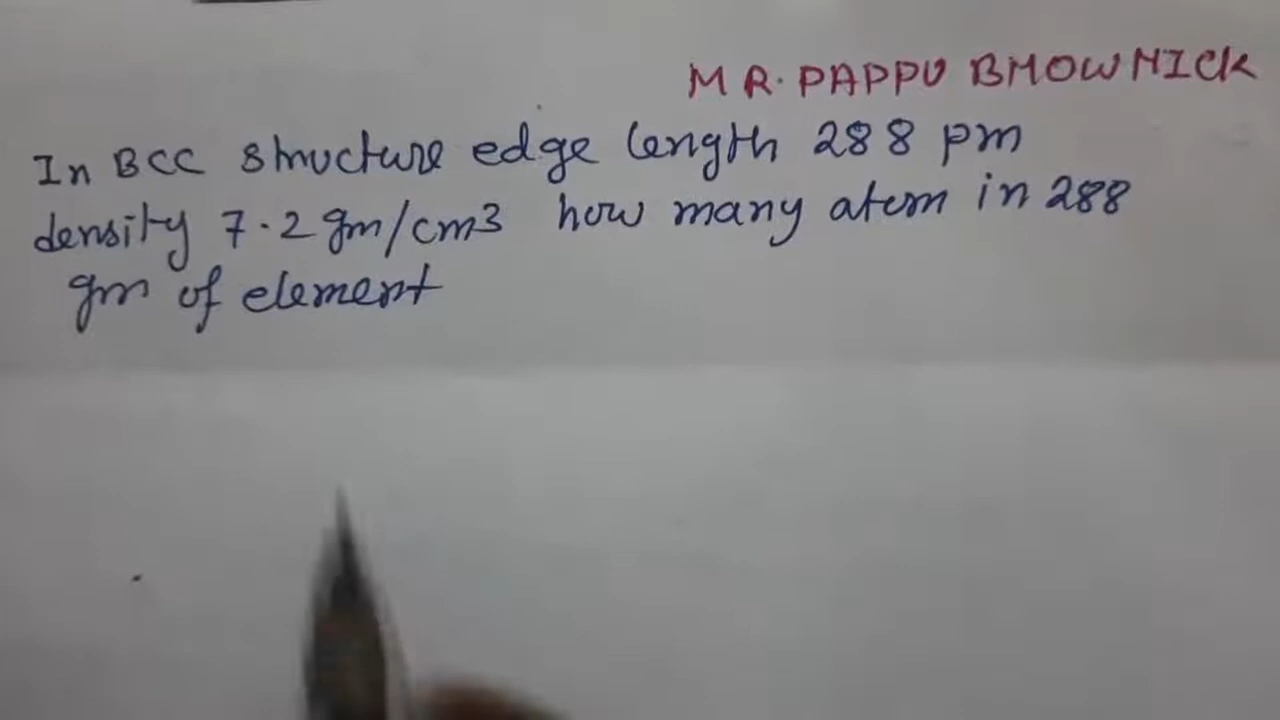 MR. PAPPU BHOWMICK
In BCC structure edge length 288 pm
density 7.2 gm/cm3 how many atom in 288
gm of element